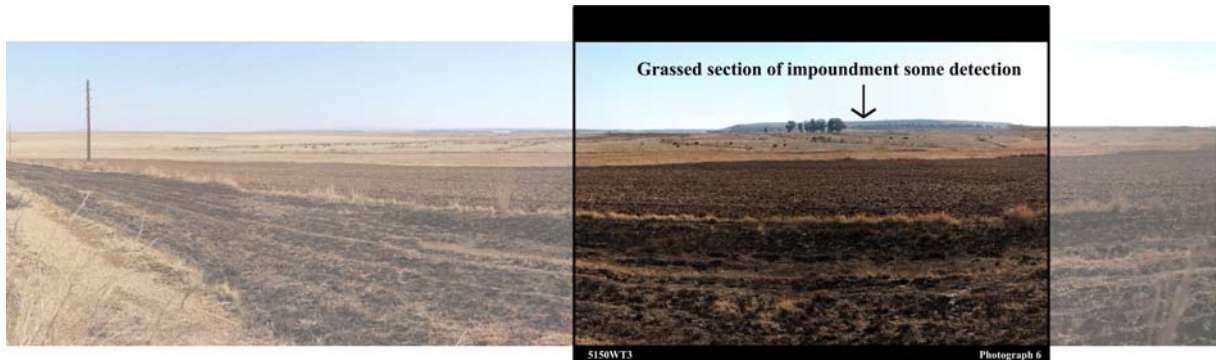 Grassed section of impoundment some detection
5150WT3 Photograph 6